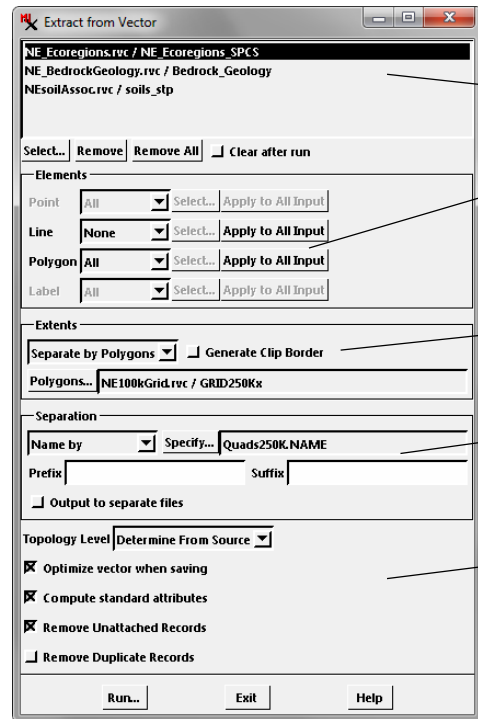 Extract from Vector
NE_Ecoregions.rvc / NE_Ecoregions_SPCS
NE_BedrockGeology.rvc / Bedrock_Geology
NEsoilAssoc.rvc / soils_stp
Select... Remove Remove All Clear after run
Elements
Point All Select... Apply to All Input
Line None Select... Apply to All Input
Polygon All Select... Apply to All Input
Label All Select... Apply to All Input
Extents
Separate by Polygons Generate Clip Border
Polygons... NE100kGrid.rvc / GRID250Kx
Separation
Name by Specify... Quads250K.NAME
Prefix Suffix
Output to separate files
Topology Level Determine From Source
Optimize vector when saving
Compute standard attributes
Remove Unattached Records
Remove Duplicate Records
Run... Exit Help